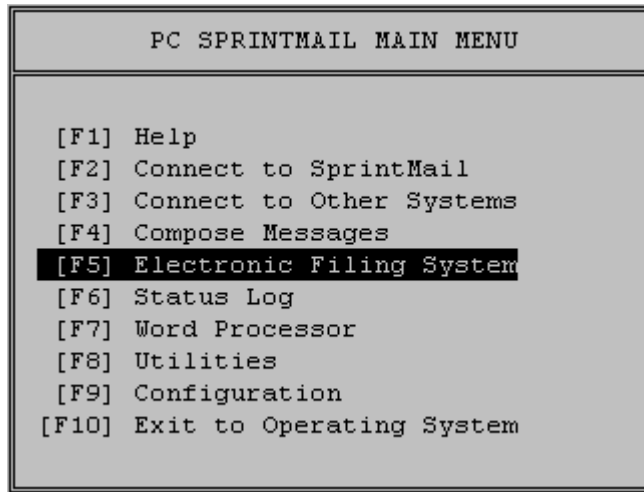 PC SPRINTMAIL MAIN MENU
[F1] Help
[F2] Connect to SprintMail
[F3] Connect to Other Systems
[F4] Compose Messages
[F5] Electronic Filing System
[F6] Status Log
[F7] Word Processor
[F8] Utilities
[F9] Configuration
[F10] Exit to Operating System